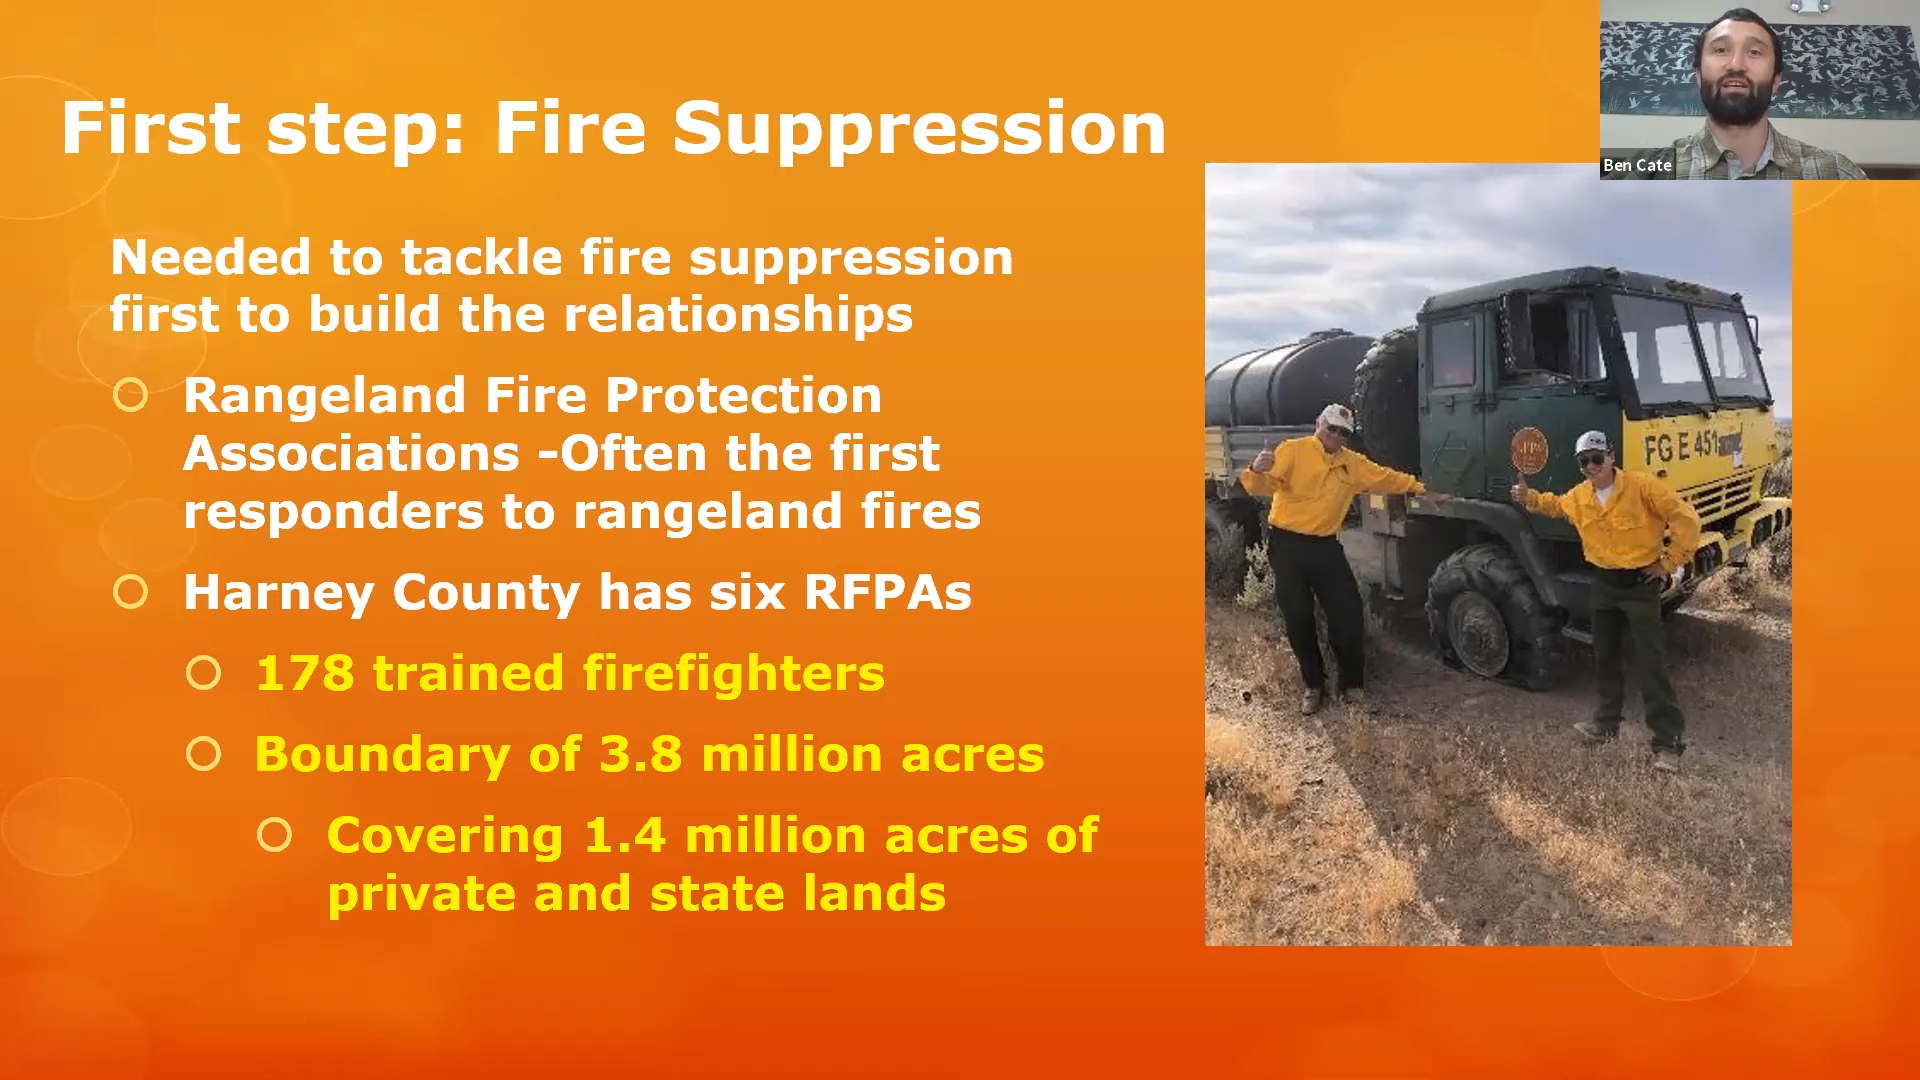 First step: Fire Suppression
Ben Cate
Needed to tackle fire suppression
first to build the relationships
Rangeland Fire Protection
Associations -Often the first
responders to rangeland fires
Harney County has six RFPAs
178 trained firefighters
Boundary of 3.8 million acres
Covering 1.4 million acres of
private and state lands
FG E 451